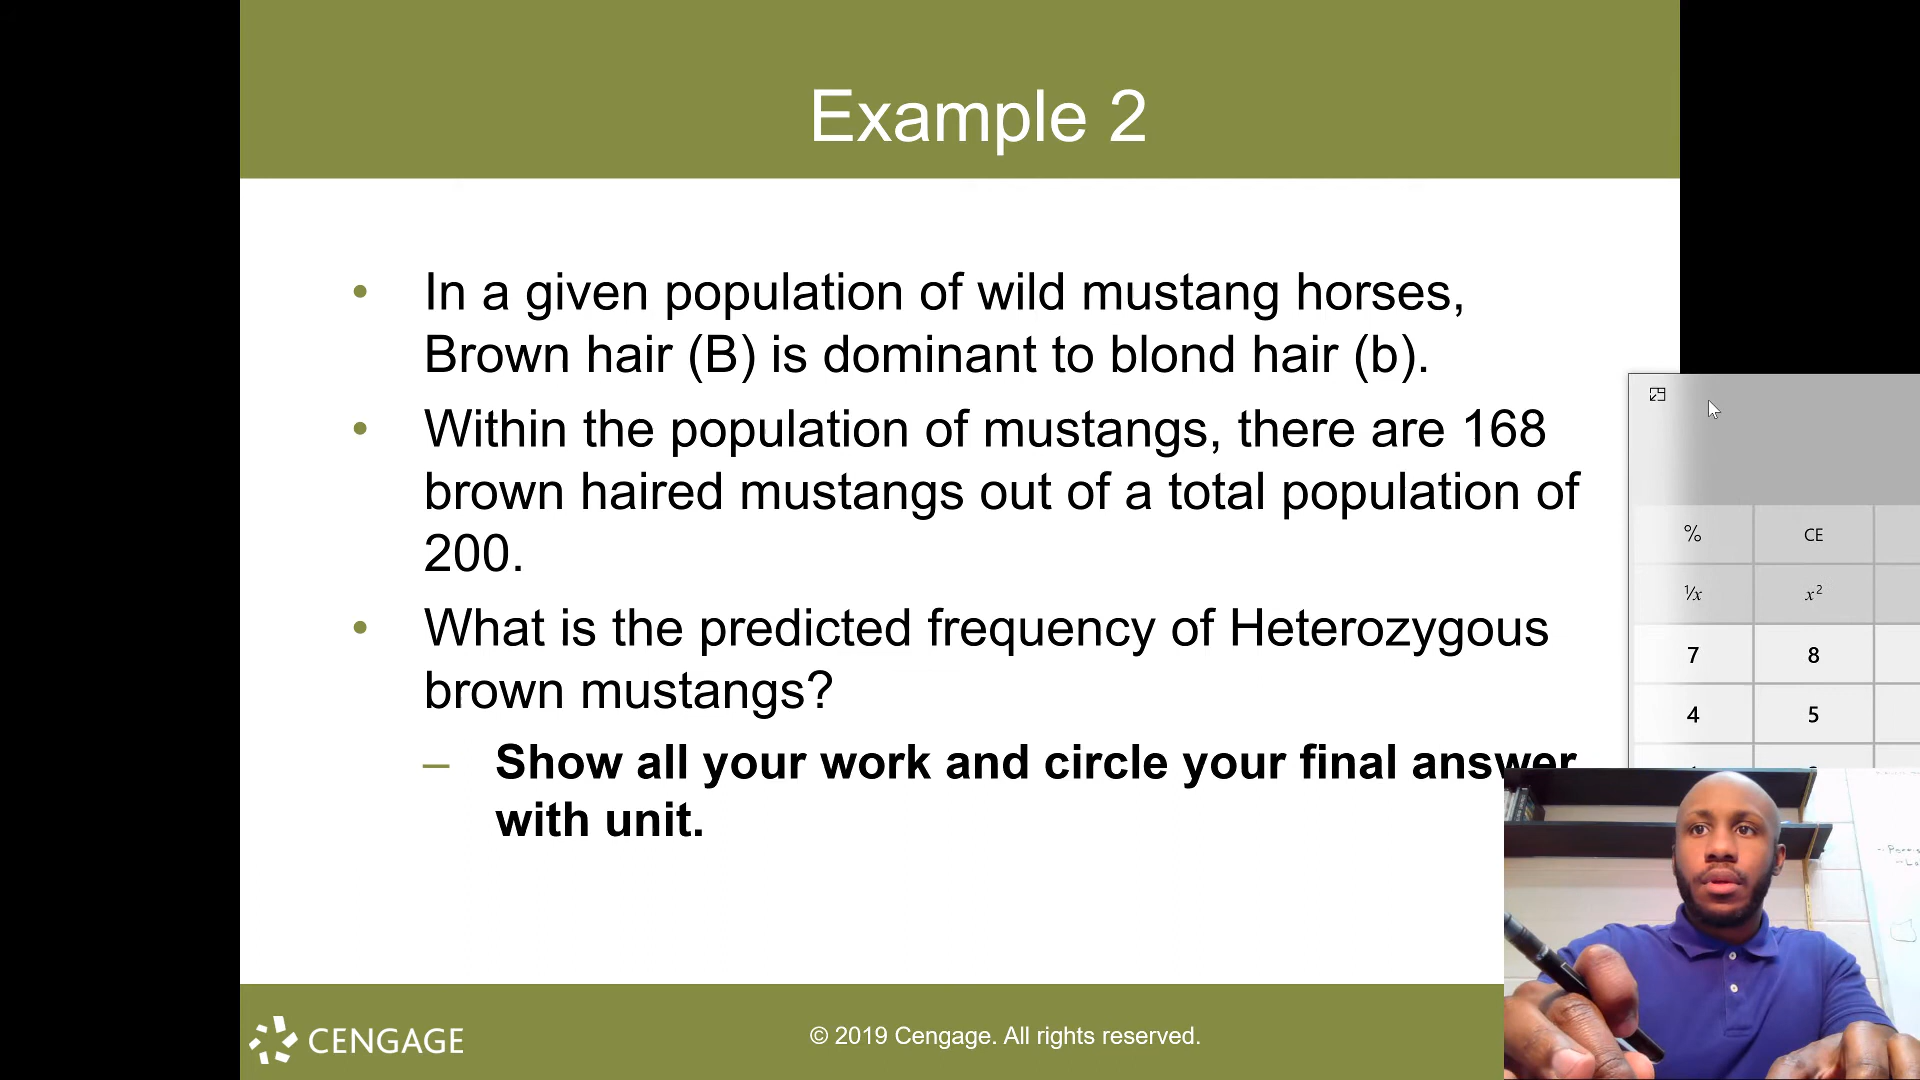 Example 2
• In a given population of wild mustang horses,
Brown hair (B) is dominant to blond hair (b).
• Within the population of mustangs, there are 168
brown haired mustangs out of a total population of
200.
• What is the predicted frequency of Heterozygous
brown mustangs?
– Show all your work and circle your final answer
with unit.
% CE
1/x x²
7 8
4 5
CENGAGE
© 2019 Cengage. All rights reserved.